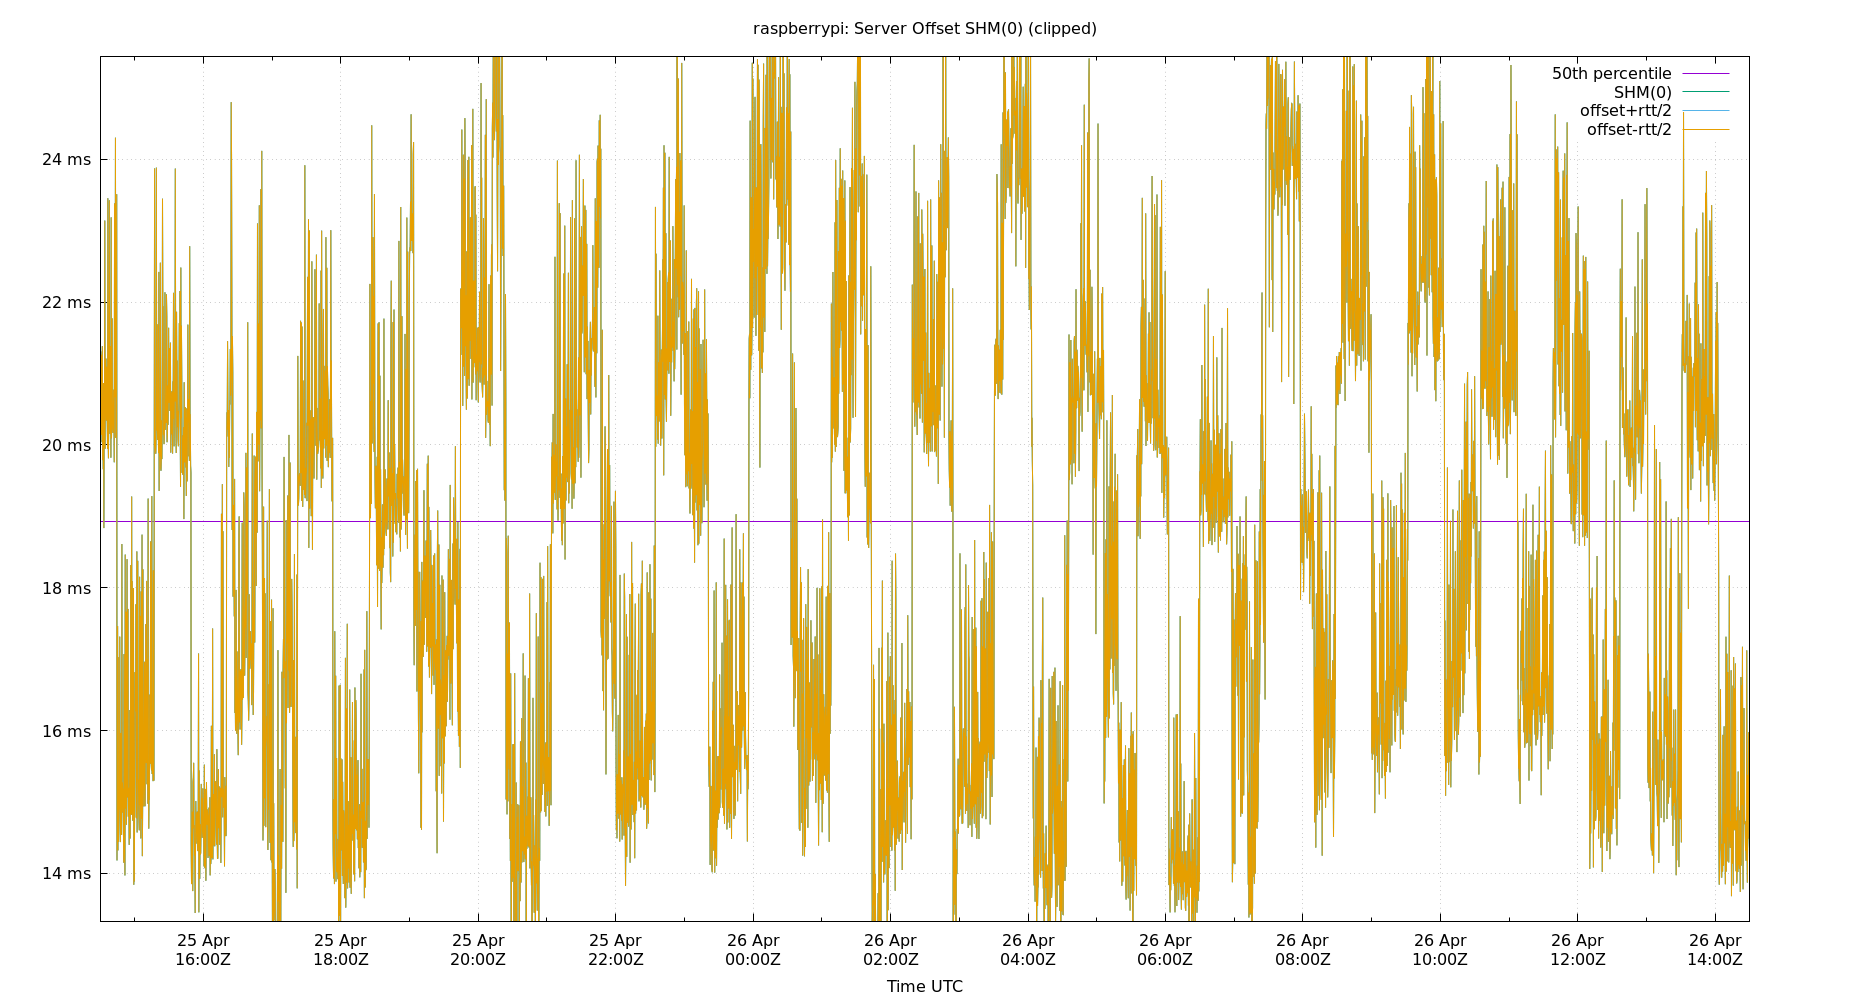 raspberrypi: Server Offset SHM(0) (clipped)
50th percentile
SHM(0)
offset+rtt/2
offset-rtt/2
24 ms
22 ms
20 ms
18 ms
16 ms
14 ms
25 Apr 25 Apr 25 Apr 25 Apr 26 Apr 26 Apr 26 Apr 26 Apr 26 Apr 26 Apr 26 Apr 26 Apr
16:00Z 18:00Z 20:00Z 22:00Z 00:00Z 02:00Z 04:00Z 06:00Z 08:00Z 10:00Z 12:00Z 14:00Z
Time UTC